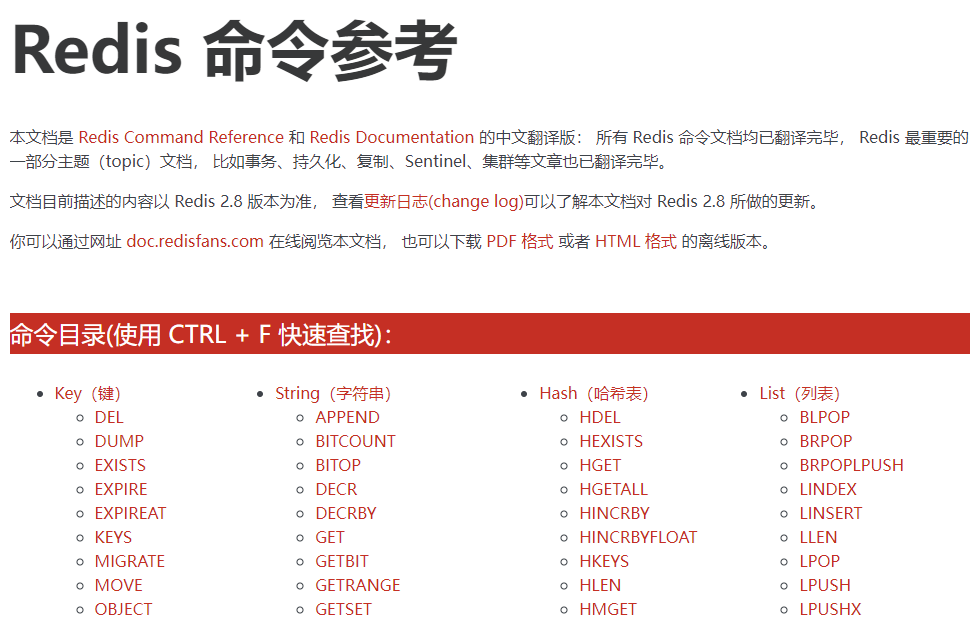 Redis 命令参考
本文档是 Redis Command Reference 和 Redis Documentation 的中文翻译版： 所有 Redis 命令文档均已翻译完毕， Redis 最重要的
一部分主题（topic）文档， 比如事务、持久化、复制、Sentinel、集群等文章也已翻译完毕。
文档目前描述的内容以 Redis 2.8 版本为准， 查看更新日志(change log)可以了解本文档对 Redis 2.8 所做的更新。
你可以通过网址 doc.redisfans.com 在线阅览本文档， 也可以下载 PDF 格式 或者 HTML 格式 的离线版本。
命令目录(使用 CTRL + F 快速查找)：
Key（键）
DEL
DUMP
EXISTS
EXPIRE
EXPIREAT
KEYS
MIGRATE
MOVE
OBJECT
String（字符串）
APPEND
BITCOUNT
BITOP
DECR
DECRBY
GET
GETBIT
GETRANGE
GETSET
Hash（哈希表）
HDEL
HEXISTS
HGET
HGETALL
HINCRBY
HINCRBYFLOAT
HKEYS
HLEN
HMGET
List（列表）
BLPOP
BRPOP
BRPOPLPUSH
LINDEX
LINSERT
LLEN
LPOP
LPUSH
LPUSHX